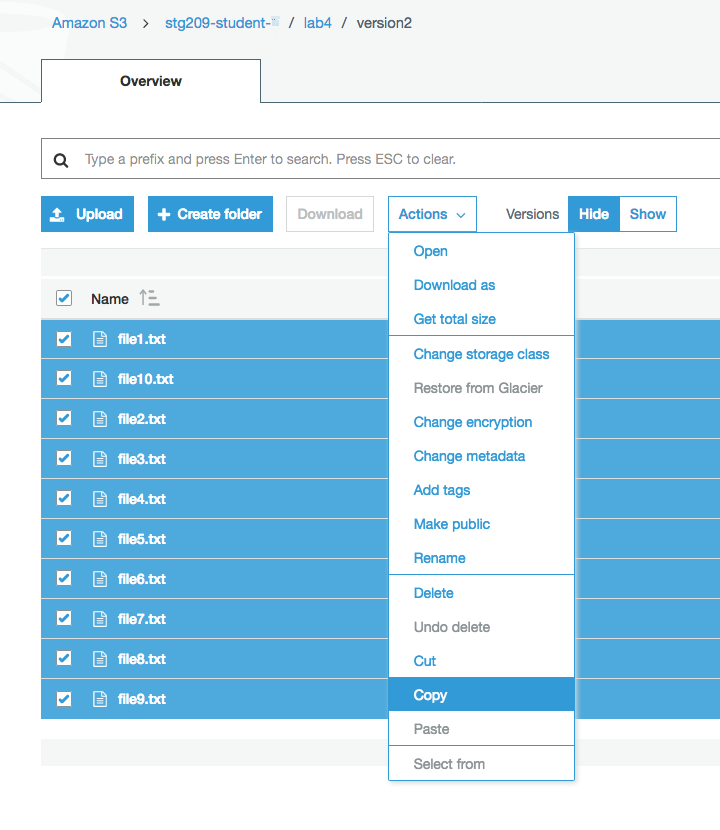 Amazon S3 > stg209-student- / lab4 / version2
Overview
Type a prefix and press Enter to search. Press ESC to clear.
Upload Create folder Download Actions Versions Hide Show
Open
Download as
Get total size
Change storage class
Restore from Glacier
Change encryption
Change metadata
Add tags
Make public
Rename
Delete
Undo delete
Cut
Copy
Paste
Select from
Name
file1.txt
file10.txt
file2.txt
file3.txt
file4.txt
file5.txt
file6.txt
file7.txt
file8.txt
file9.txt